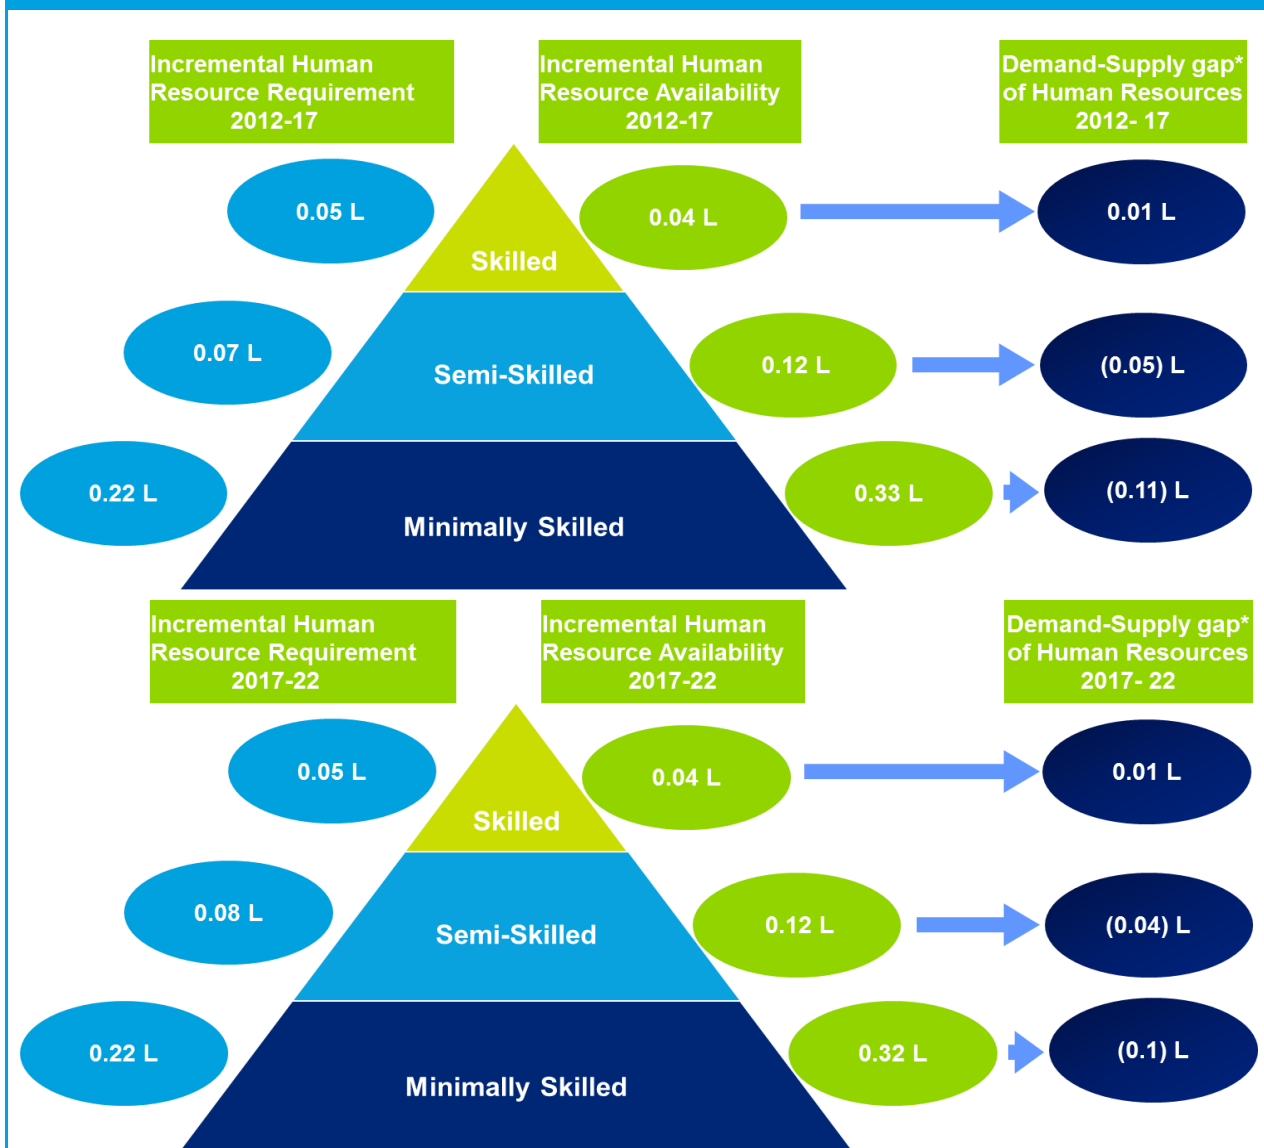 Incremental Human
Resource Requirement
2012-17
Incremental Human
Resource Availability
2012-17
Demand-Supply gap*
of Human Resources
2012- 17
0.05 L
Skilled
0.04 L
0.01 L
0.07 L
Semi-Skilled
0.12 L
(0.05) L
0.22 L
Minimally Skilled
0.33 L
(0.11) L
Incremental Human
Resource Requirement
2017-22
Incremental Human
Resource Availability
2017-22
Demand-Supply gap*
of Human Resources
2017- 22
0.05 L
Skilled
0.04 L
0.01 L
0.08 L
Semi-Skilled
0.12 L
(0.04) L
0.22 L
Minimally Skilled
0.32 L
(0.1) L